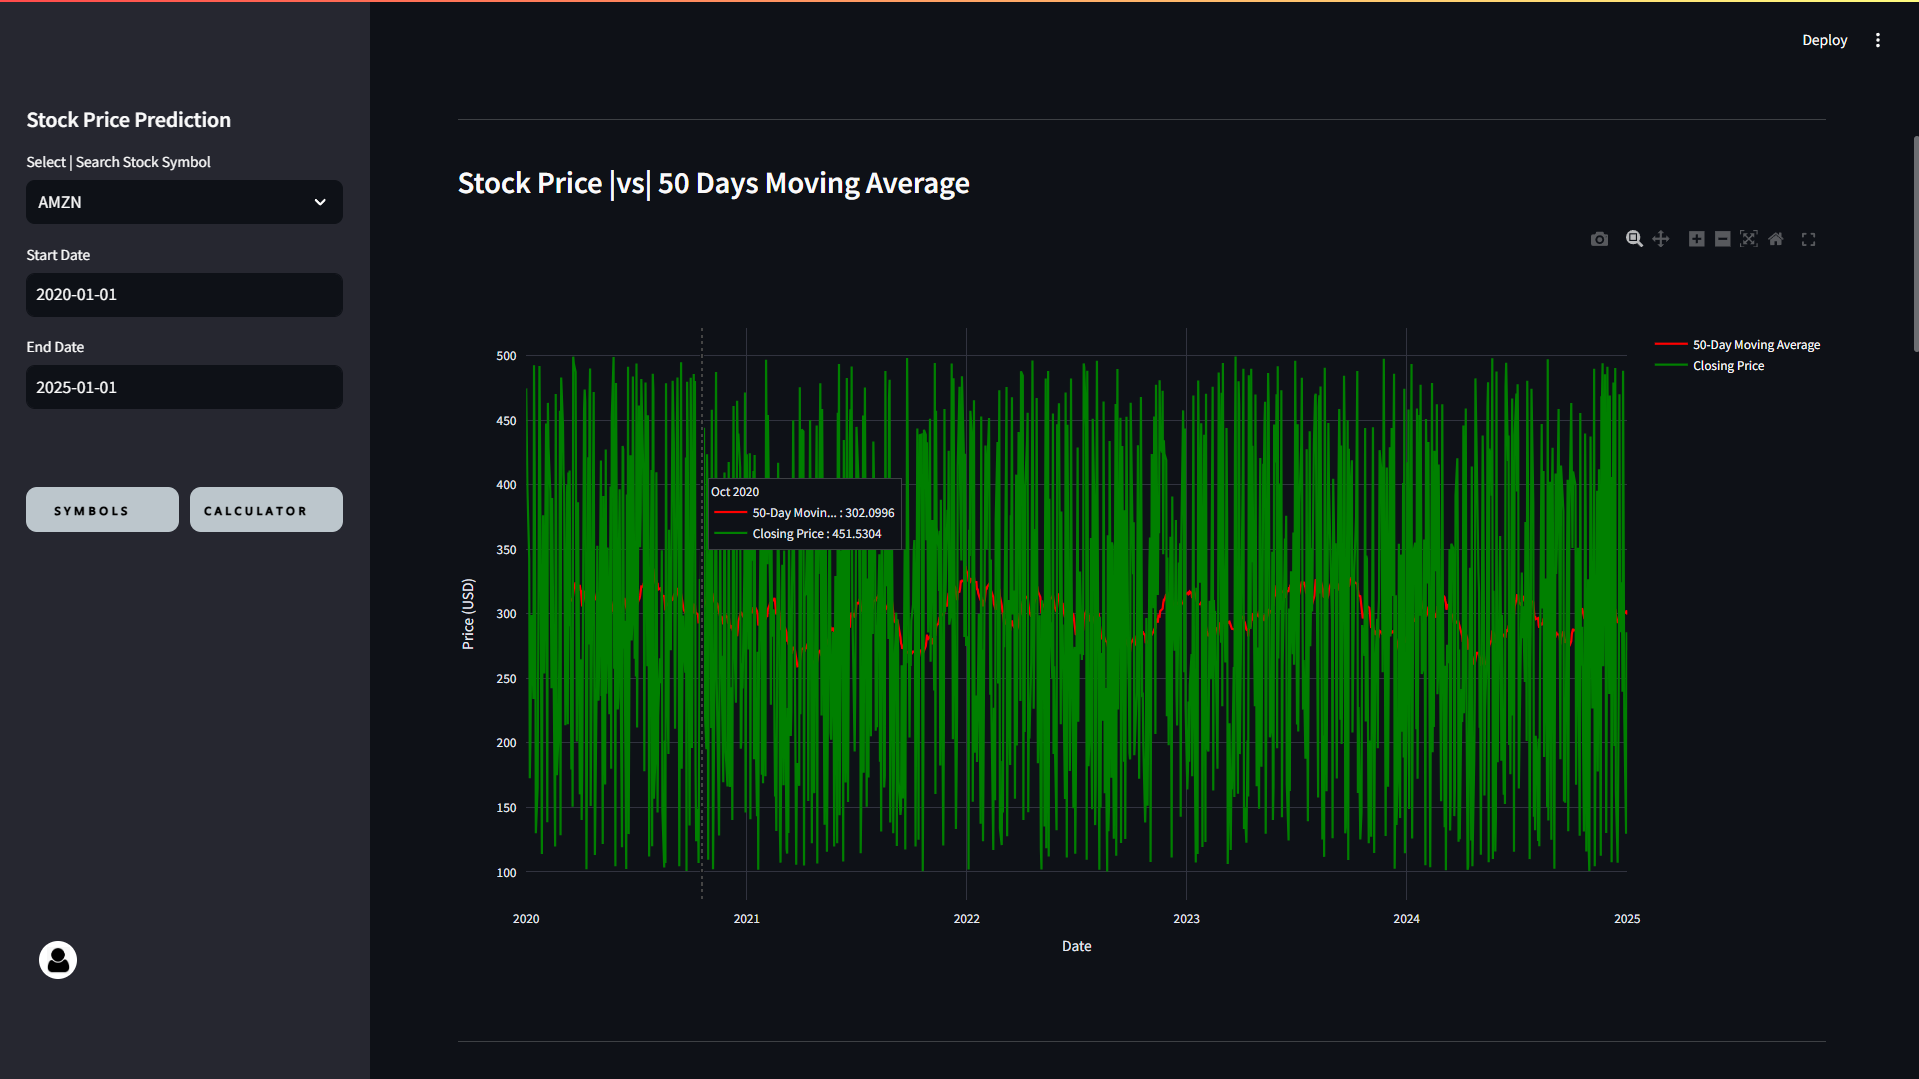 Deploy
Stock Price Prediction
Select | Search Stock Symbol
AMZN
Start Date
2020-01-01
End Date
2025-01-01
SYMBOLS
CALCULATOR
Stock Price |vs| 50 Days Moving Average
50-Day Moving Average
Closing Price
500
450
400
350
300
250
200
150
100
Price (USD)
Oct 2020
50-Day Movin... : 302.0996
Closing Price : 451.5304
2020
2021
2022
2023
2024
2025
Date